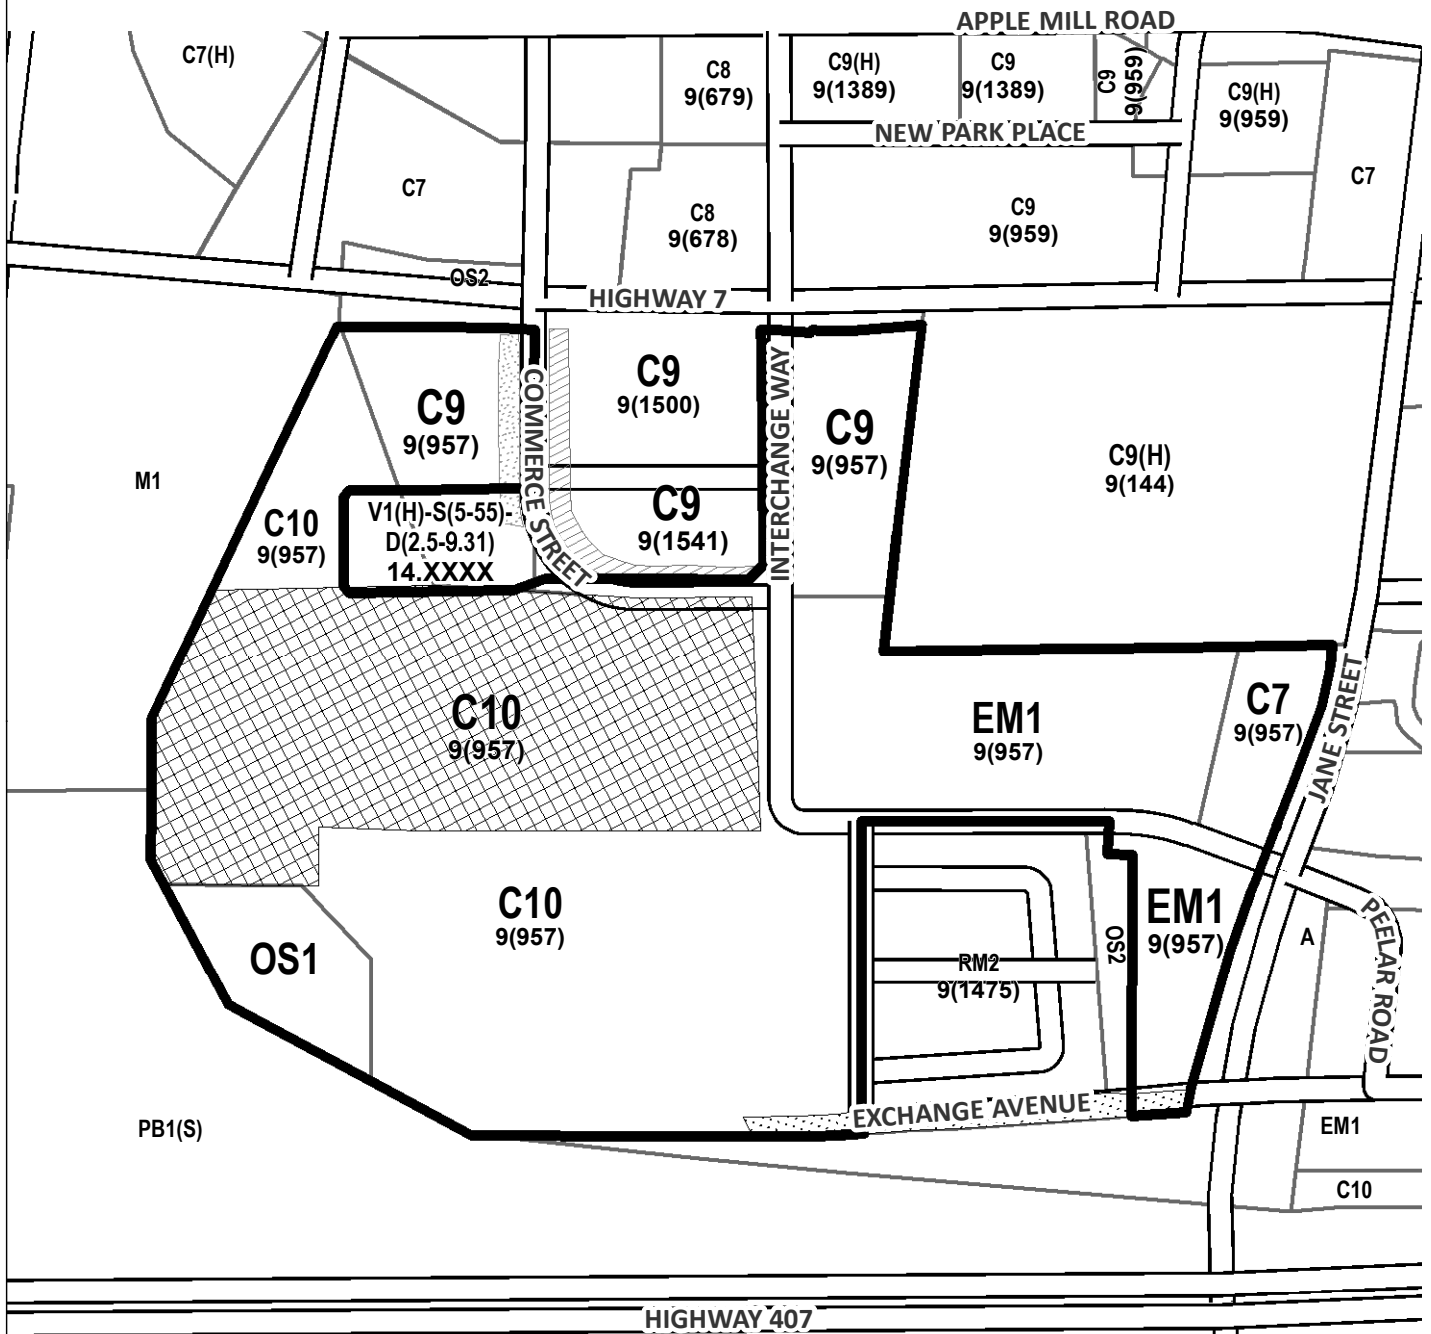 APPLE MILL ROAD
C7(H)
C8
9(679)
C9(H)
9(1389)
C9
9(1389)
C9
9(959)
C9(H)
9(959)
NEW PARK PLACE
C7
C7
C8
9(678)
C9
9(959)
OS2
HIGHWAY 7
M1
C9
9(957)
COMMERCE STREET
C9
9(1500)
INTERCHANGE WAY
C9
9(957)
C9(H)
9(144)
C10
9(957)
V1(H)-S(5-55)-
D(2.5-9.31)
14.XXXX
C9
9(1541)
C10
9(957)
EM1
9(957)
C7
9(957)
JANE STREET
C10
9(957)
OS1
RM2
9(1475)
OS2
EM1
9(957)
A
PEELAR ROAD
EXCHANGE AVENUE
PB1(S)
EM1
C10
HIGHWAY 407